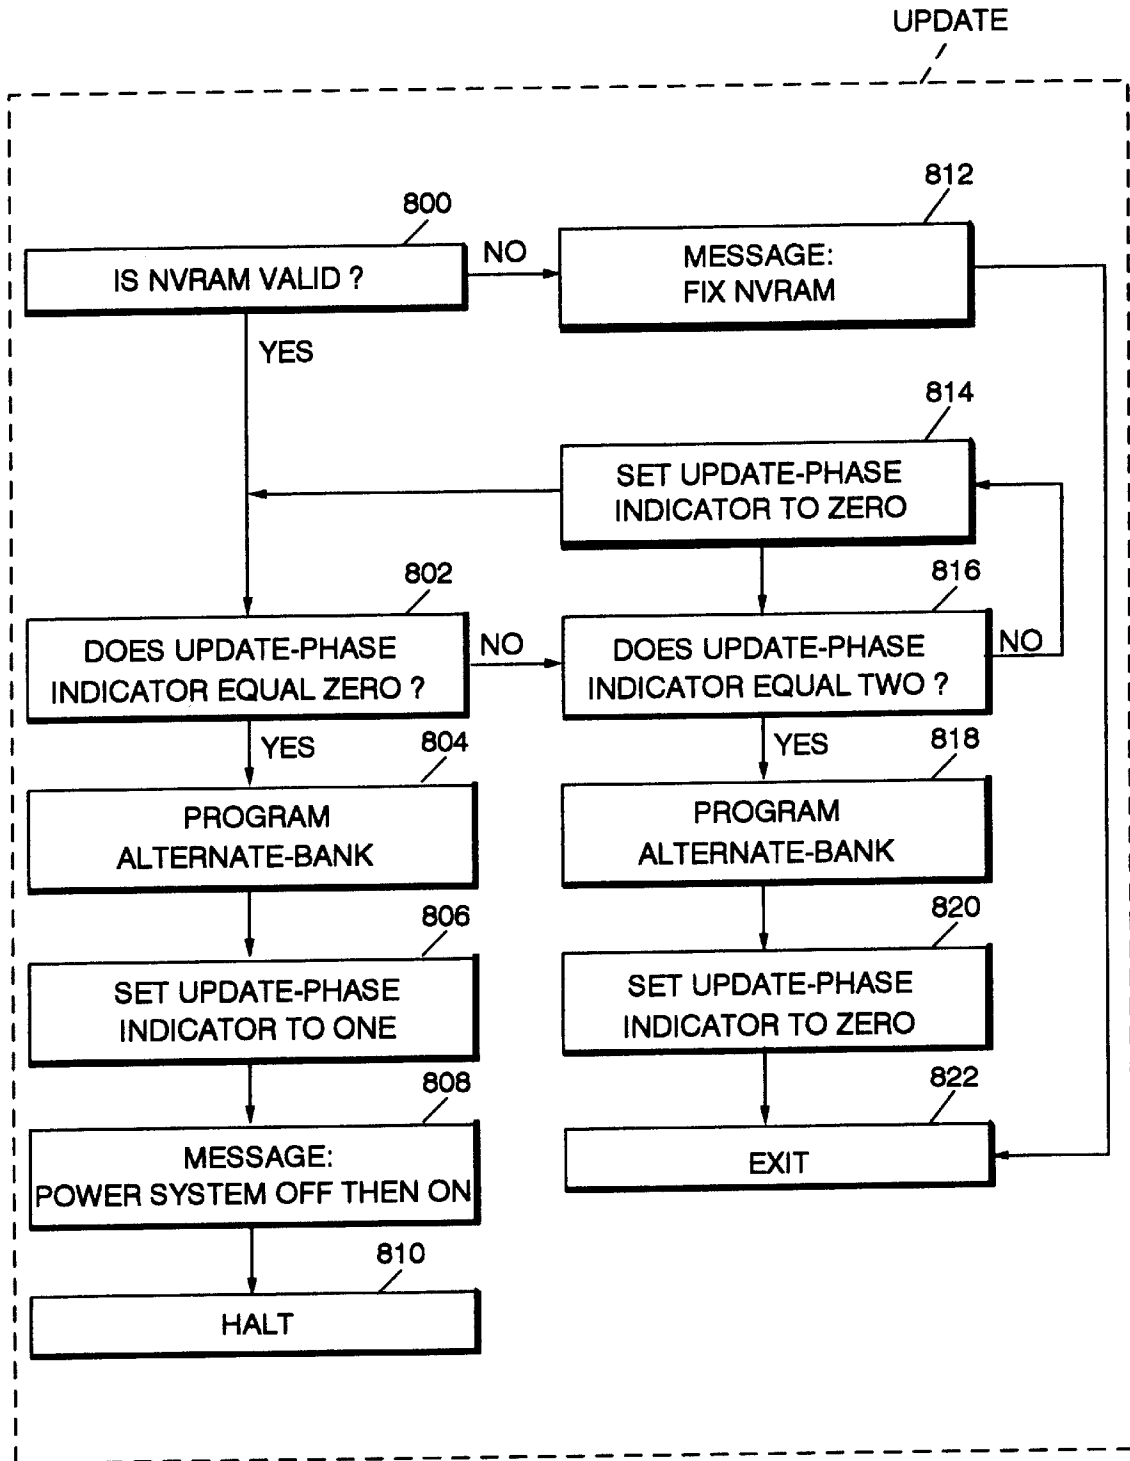 UPDATE
800
IS NVRAM VALID ?
NO
812
MESSAGE:
FIX NVRAM
YES
814
SET UPDATE-PHASE
INDICATOR TO ZERO
802
DOES UPDATE-PHASE
INDICATOR EQUAL ZERO ?
NO
816
DOES UPDATE-PHASE
INDICATOR EQUAL TWO ?
NO
YES
804
PROGRAM
ALTERNATE-BANK
YES
818
PROGRAM
ALTERNATE-BANK
806
SET UPDATE-PHASE
INDICATOR TO ONE
820
SET UPDATE-PHASE
INDICATOR TO ZERO
808
MESSAGE:
POWER SYSTEM OFF THEN ON
822
EXIT
810
HALT